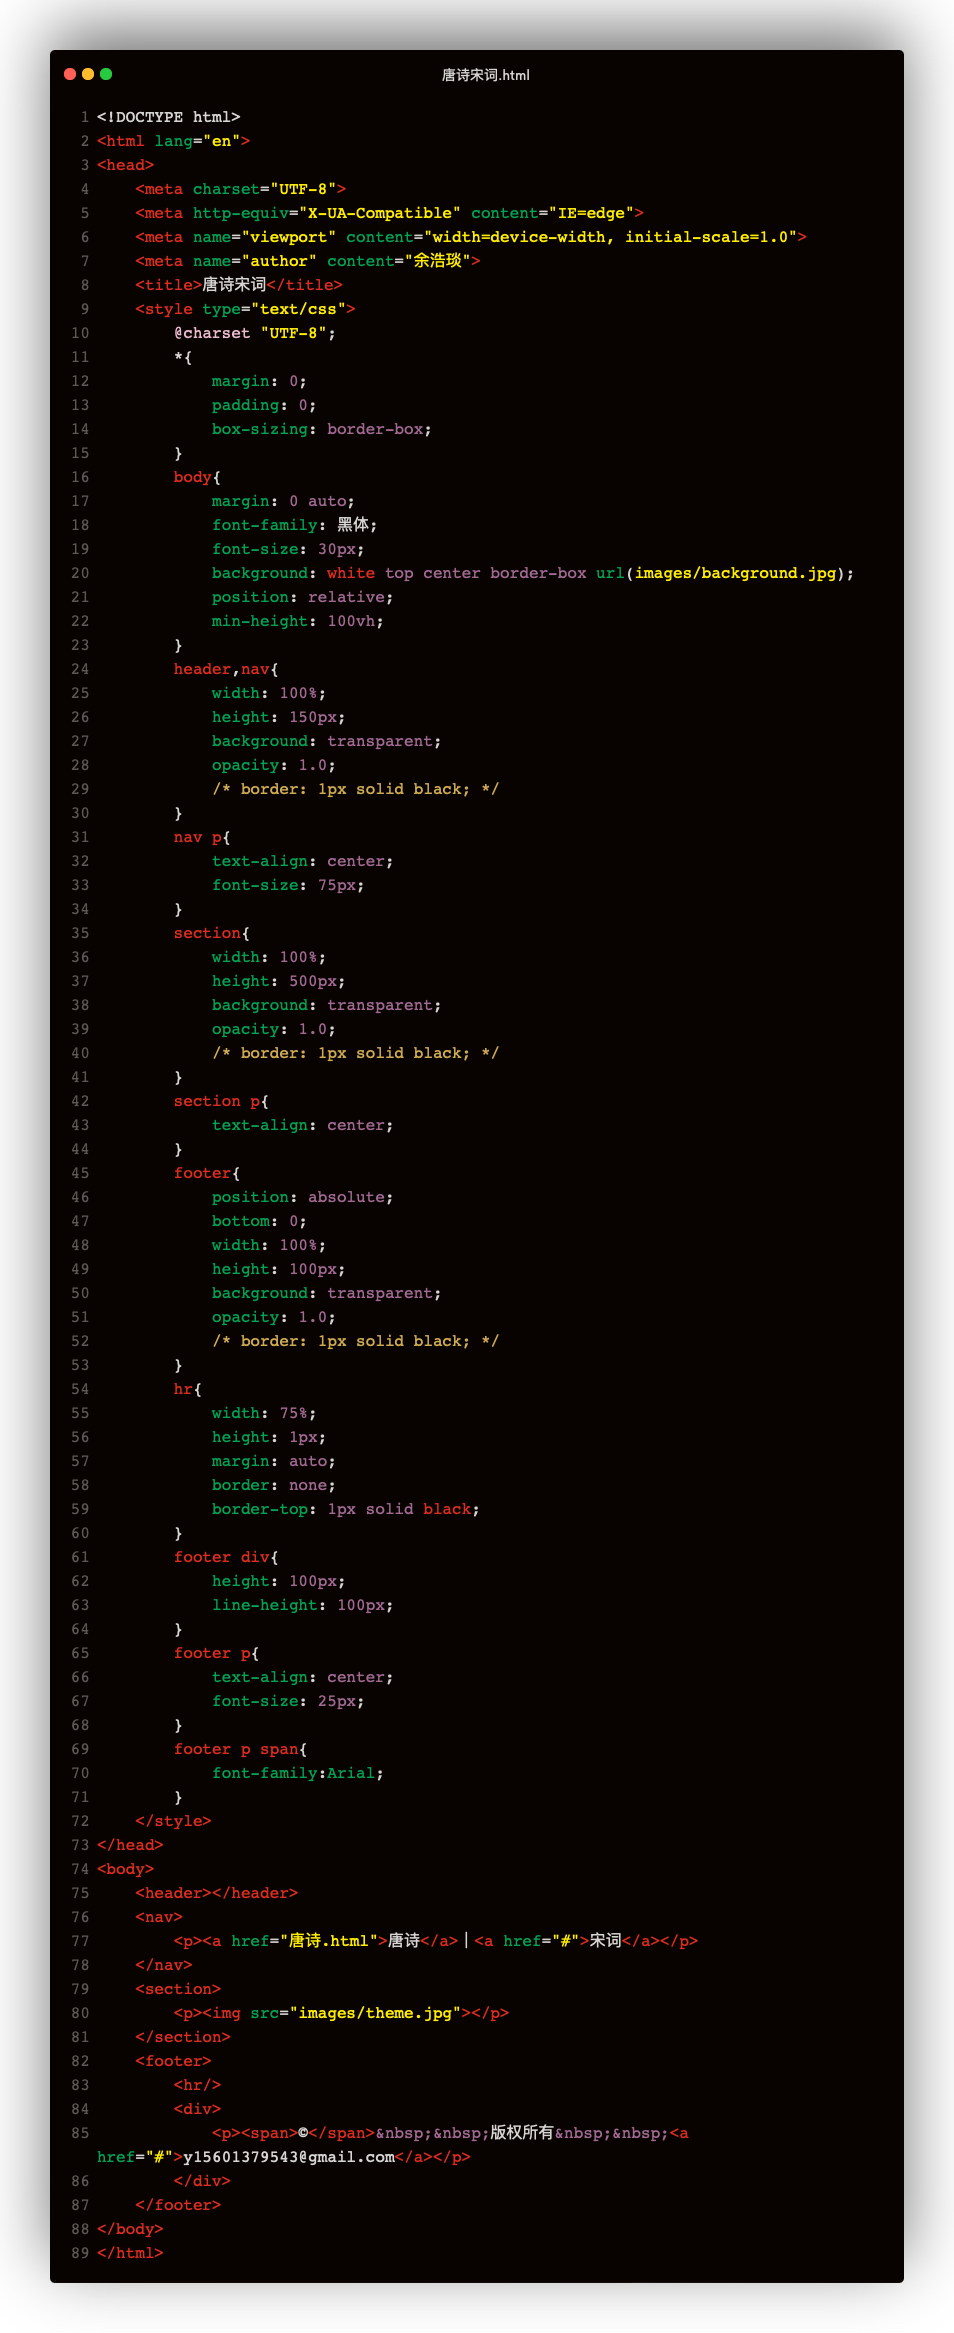 唐诗宋词.html
1 <!DOCTYPE html>
2 <html lang="en">
3 <head>
4     <meta charset="UTF-8">
5     <meta http-equiv="X-UA-Compatible" content="IE=edge">
6     <meta name="viewport" content="width=device-width, initial-scale=1.0">
7     <meta name="author" content="余浩琰">
8     <title>唐诗宋词</title>
9     <style type="text/css">
10         @charset "UTF-8";
11         *{
12             margin: 0;
13             padding: 0;
14             box-sizing: border-box;
15         }
16         body{
17             margin: 0 auto;
18             font-family: 黑体;
19             font-size: 30px;
20             background: white top center border-box url(images/background.jpg);
21             position: relative;
22             min-height: 100vh;
23         }
24         header,nav{
25             width: 100%;
26             height: 150px;
27             background: transparent;
28             opacity: 1.0;
29             /* border: 1px solid black; */
30         }
31         nav p{
32             text-align: center;
33             font-size: 75px;
34         }
35         section{
36             width: 100%;
37             height: 500px;
38             background: transparent;
39             opacity: 1.0;
40             /* border: 1px solid black; */
41         }
42         section p{
43             text-align: center;
44         }
45         footer{
46             position: absolute;
47             bottom: 0;
48             width: 100%;
49             height: 100px;
50             background: transparent;
51             opacity: 1.0;
52             /* border: 1px solid black; */
53         }
54         hr{
55             width: 75%;
56             height: 1px;
57             margin: auto;
58             border: none;
59             border-top: 1px solid black;
60         }
61         footer div{
62             height: 100px;
63             line-height: 100px;
64         }
65         footer p{
66             text-align: center;
67             font-size: 25px;
68         }
69         footer p span{
70             font-family:Arial;
71         }
72     </style>
73 </head>
74 <body>
75     <header></header>
76     <nav>
77         <p><a href="唐诗.html">唐诗</a>｜<a href="#">宋词</a></p>
78     </nav>
79     <section>
80         <p><img src="images/theme.jpg"></p>
81     </section>
82     <footer>
83         <hr/>
84         <div>
85             <p><span>©</span>&nbsp;&nbsp;版权所有&nbsp;&nbsp;<a
href="#">y15601379543@gmail.com</a></p>
86         </div>
87     </footer>
88 </body>
89 </html>